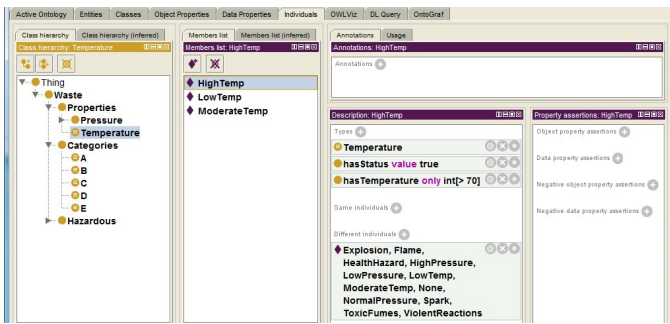 Active Ontology Entities Classes Object Properties Data Properties Individuals OWLViz DL Query OntoGraf
Class hierarchy Class hierarchy (inferred)
Class hierarchy: Temperature
Thing
Waste
Properties
Pressure
Temperature
Categories
A
B
C
D
E
Hazardous
Members list Members list (inferred)
Members list: HighTemp
HighTemp
LowTemp
ModerateTemp
Annotations Usage
Annotations: HighTemp
Annotations
Description: HighTemp
Types
Temperature
hasStatus value true
hasTemperature only int[> 70]
Same individuals
Different individuals
Explosion, Flame,
HealthHazard, HighPressure,
LowPressure, LowTemp,
ModerateTemp, None,
NormalPressure, Spark,
ToxicFumes, ViolentReactions
Property assertions: HighTemp
Object property assertions
Data property assertions
Negative object property assertions
Negative data property assertions